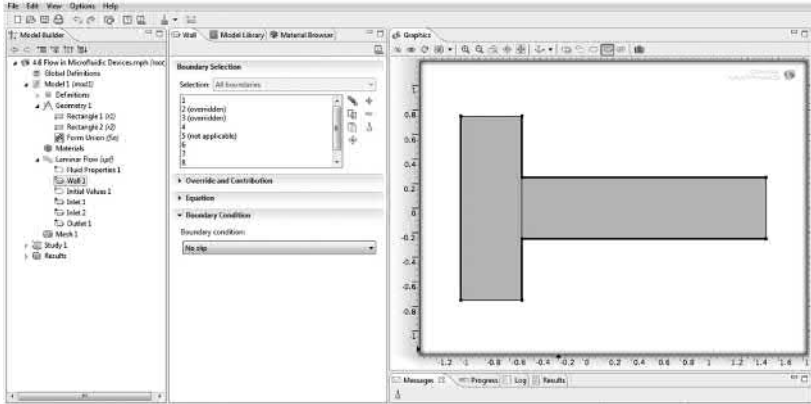 File Edit View Options Help
Model Builder
4.6 Flow in Microfluidic Devices.mph (root
Global Definitions
Model 1 (mod1)
Definitions
Geometry 1
Rectangle 1 (r1)
Rectangle 2 (r2)
Form Union (fin)
Materials
Laminar Flow (spf)
Fluid Properties 1
Wall 1
Initial Values 1
Inlet 1
Inlet 2
Outlet 1
Mesh 1
Study 1
Results
Wall Model Library Material Browser
Boundary Selection
Selection: All boundaries
1
2 (overridden)
3 (overridden)
4
5 (not applicable)
6
7
8
Override and Contribution
Equation
Boundary Condition
Boundary condition:
No slip
Graphics
1
0.8
0.6
0.4
0.2
0
-0.2
-0.4
-0.6
-0.8
-1
-1.2 -1 -0.8 -0.6 -0.4 -0.2 0 0.2 0.4 0.6 0.8 1 1.2 1.4 1.6 1
Messages Progress Log Results